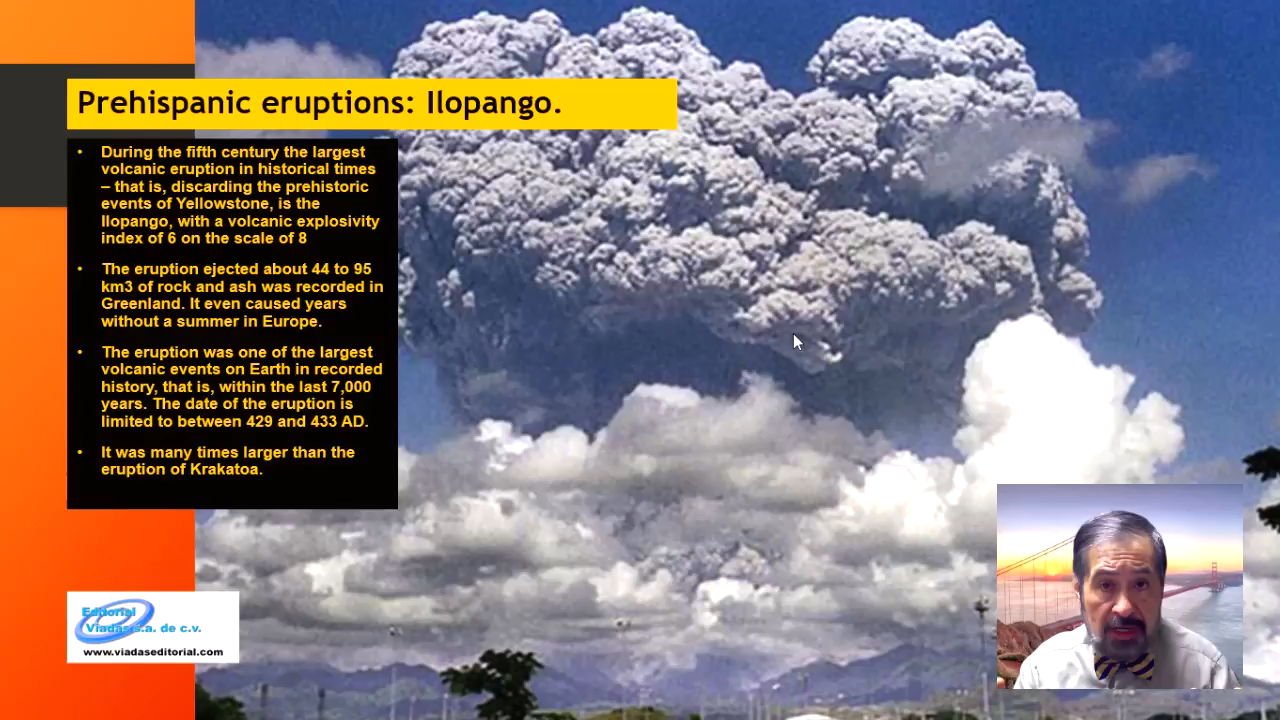 Prehispanic eruptions: Ilopango.
• During the fifth century the largest
volcanic eruption in historical times
– that is, discarding the prehistoric
events of Yellowstone, is the
Ilopango, with a volcanic explosivity
index of 6 on the scale of 8
• The eruption ejected about 44 to 95
km3 of rock and ash was recorded in
Greenland. It even caused years
without a summer in Europe.
• The eruption was one of the largest
volcanic events on Earth in recorded
history, that is, within the last 7,000
years. The date of the eruption is
limited to between 429 and 433 AD.
• It was many times larger than the
eruption of Krakatoa.
Editorial
Viadas s.a. de c.v.
www.viadaseditorial.com